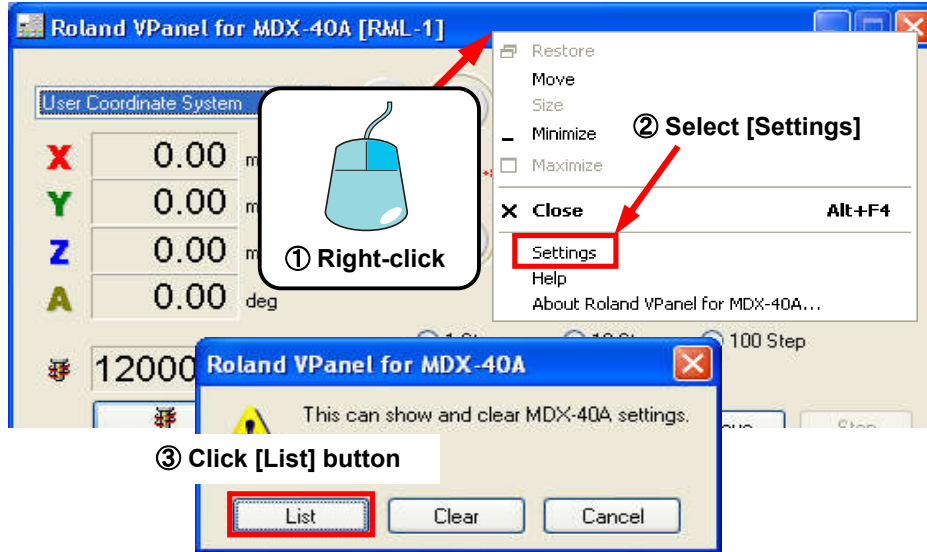 Roland VPanel for MDX-40A [RML-1]
Restore
Move
Size
Minimize
Maximize
Close Alt+F4
Settings
Help
About Roland VPanel for MDX-40A...
② Select [Settings]
User Coordinate System
① Right-click
X 0.00 m
Y 0.00 m
Z 0.00 m
A 0.00 deg
100 Step
12000
Roland VPanel for MDX-40A
This can show and clear MDX-40A settings.
③ Click [List] button
List Clear Cancel